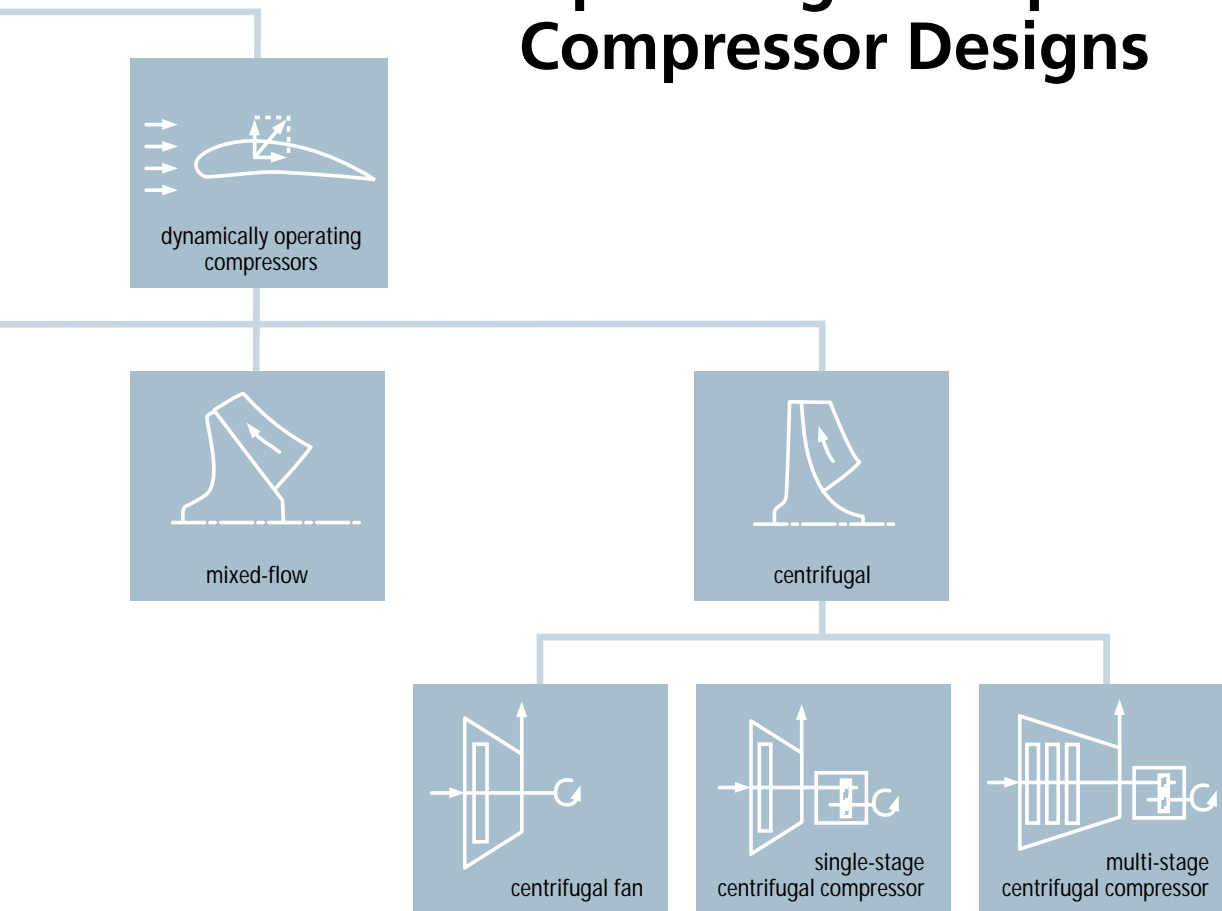 Compressor Designs
dynamically operating
compressors
mixed-flow
centrifugal
centrifugal fan
single-stage
centrifugal compressor
multi-stage
centrifugal compressor